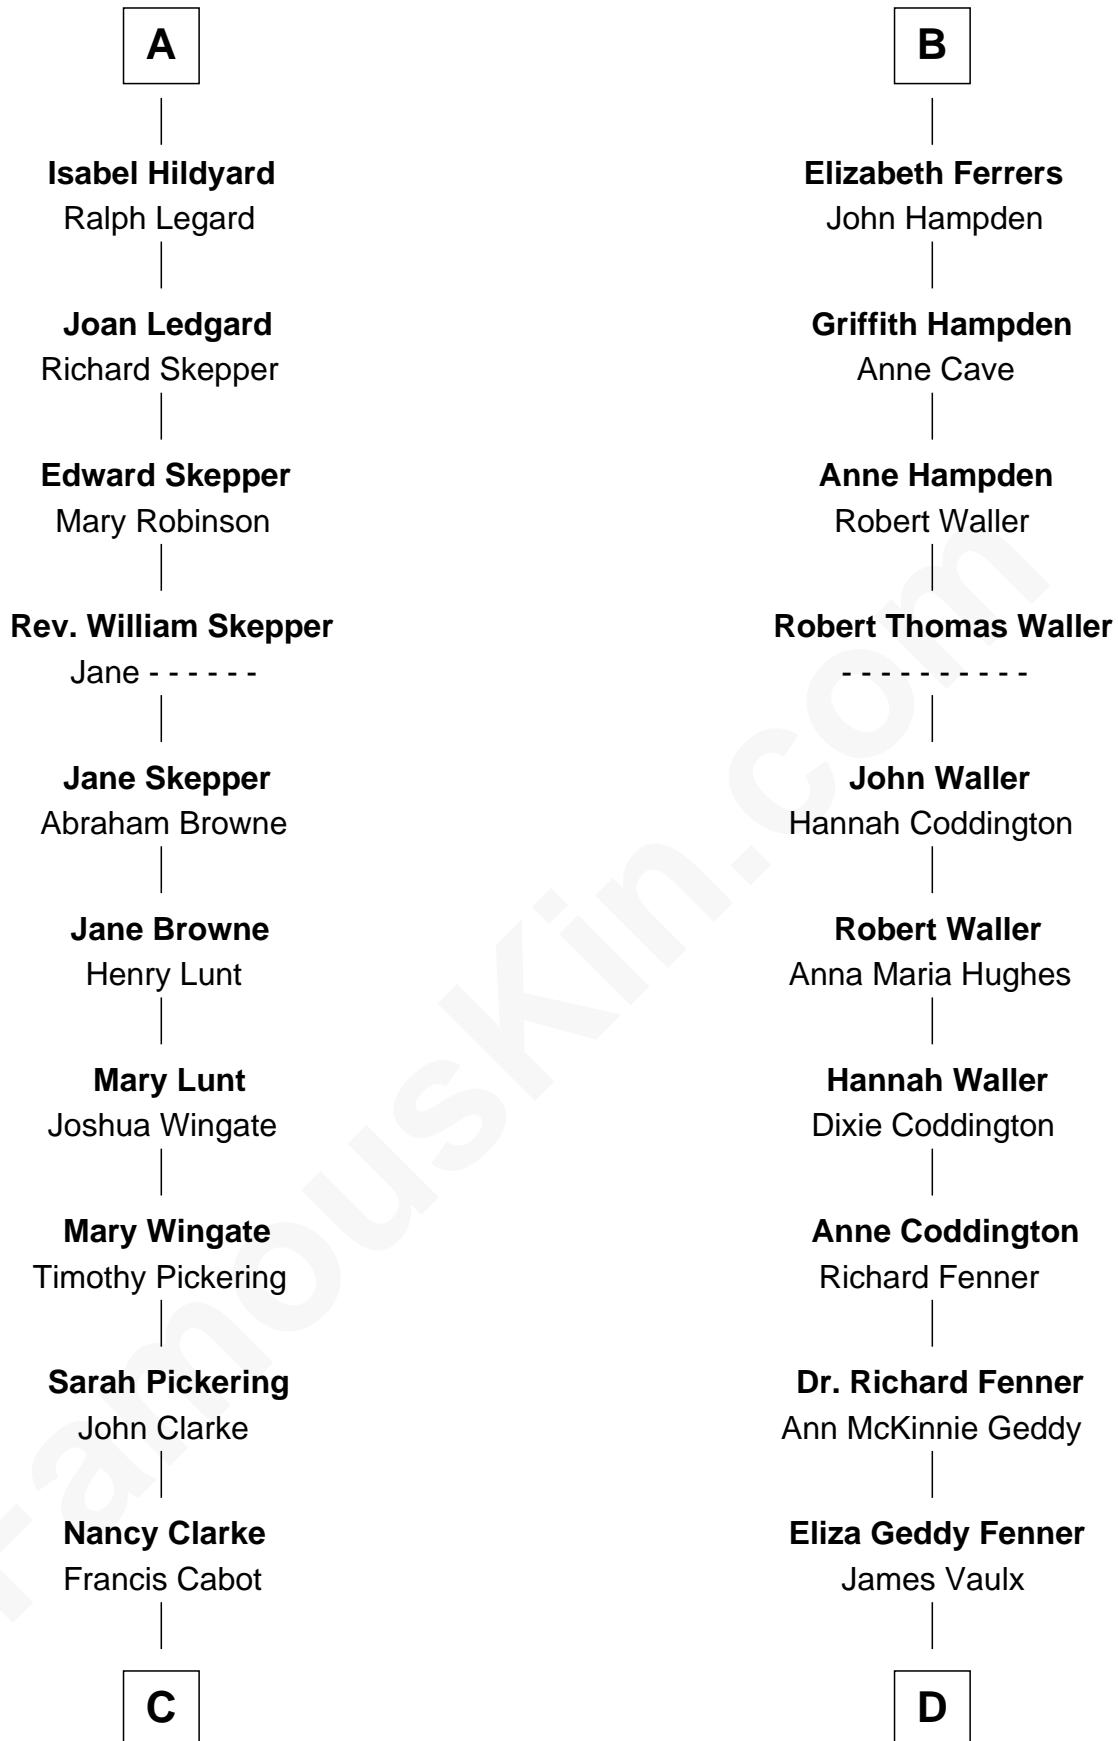 A
Isabel Hildyard
Ralph Legard
Joan Ledgard
Richard Skepper
Edward Skepper
Mary Robinson
Rev. William Skepper
Jane - - - - - -
Jane Skepper
Abraham Browne
Jane Browne
Henry Lunt
Mary Lunt
Joshua Wingate
Mary Wingate
Timothy Pickering
Sarah Pickering
John Clarke
Nancy Clarke
Francis Cabot
C
B
Elizabeth Ferrers
John Hampden
Griffith Hampden
Anne Cave
Anne Hampden
Robert Waller
Robert Thomas Waller
- - - - - - - - - -
John Waller
Hannah Coddington
Robert Waller
Anna Maria Hughes
Hannah Waller
Dixie Coddington
Anne Coddington
Richard Fenner
Dr. Richard Fenner
Ann McKinnie Geddy
Eliza Geddy Fenner
James Vaulx
D
FamousKin.com